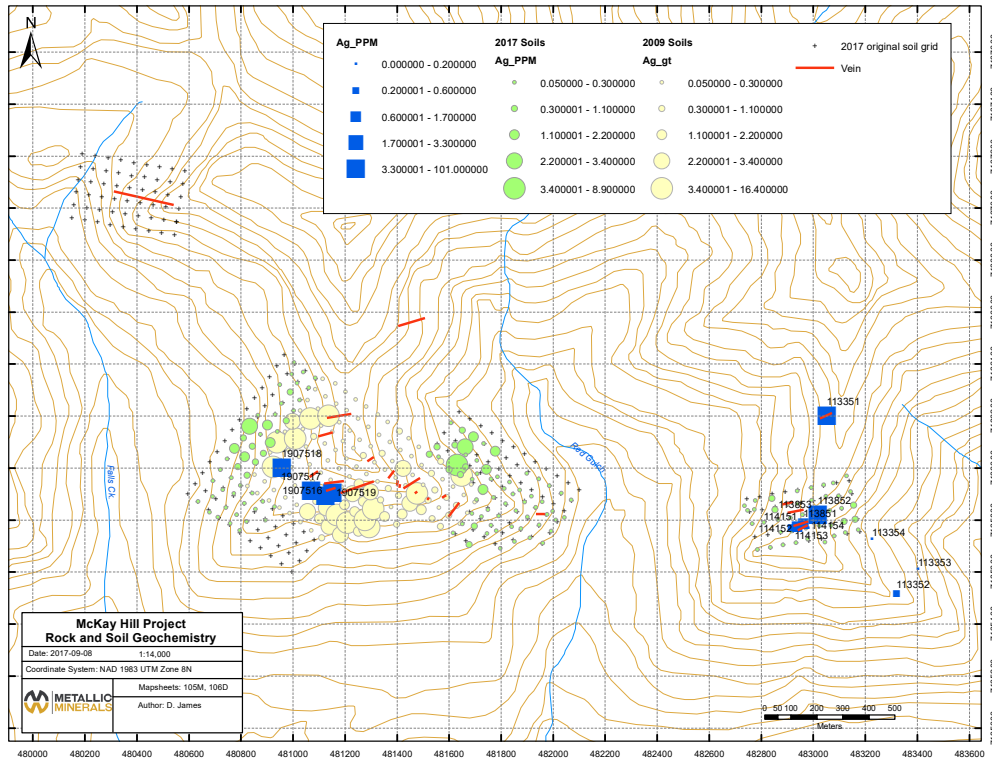 N
Ag_PPM
0.000000 - 0.200000
0.200001 - 0.600000
0.600001 - 1.700000
1.700001 - 3.300000
3.300001 - 101.000000
2017 Soils
Ag_PPM
0.050000 - 0.300000
0.300001 - 1.100000
1.100001 - 2.200000
2.200001 - 3.400000
3.400001 - 8.900000
2009 Soils
Ag_gt
0.050000 - 0.300000
0.300001 - 1.100000
1.100001 - 2.200000
2.200001 - 3.400000
3.400001 - 16.400000
2017 original soil grid
Vein
113351
1907518
1907517
1907516
1907519
Falls Ck.
Red Gulch
113853
113852
114151
113851
114152
114154
114153
113354
113353
113352
McKay Hill Project
Rock and Soil Geochemistry
Date: 2017-09-08 1:14,000
Coordinate System: NAD 1983 UTM Zone 8N
METALLIC
MINERALS
Mapsheets: 105M, 106D
Author: D. James
0 50 100 200 300 400 500
Meters
480000 480200 480400 480600 480800 481000 481200 481400 481600 481800 482000 482200 482400 482600 482800 483000 483200 483400 483600